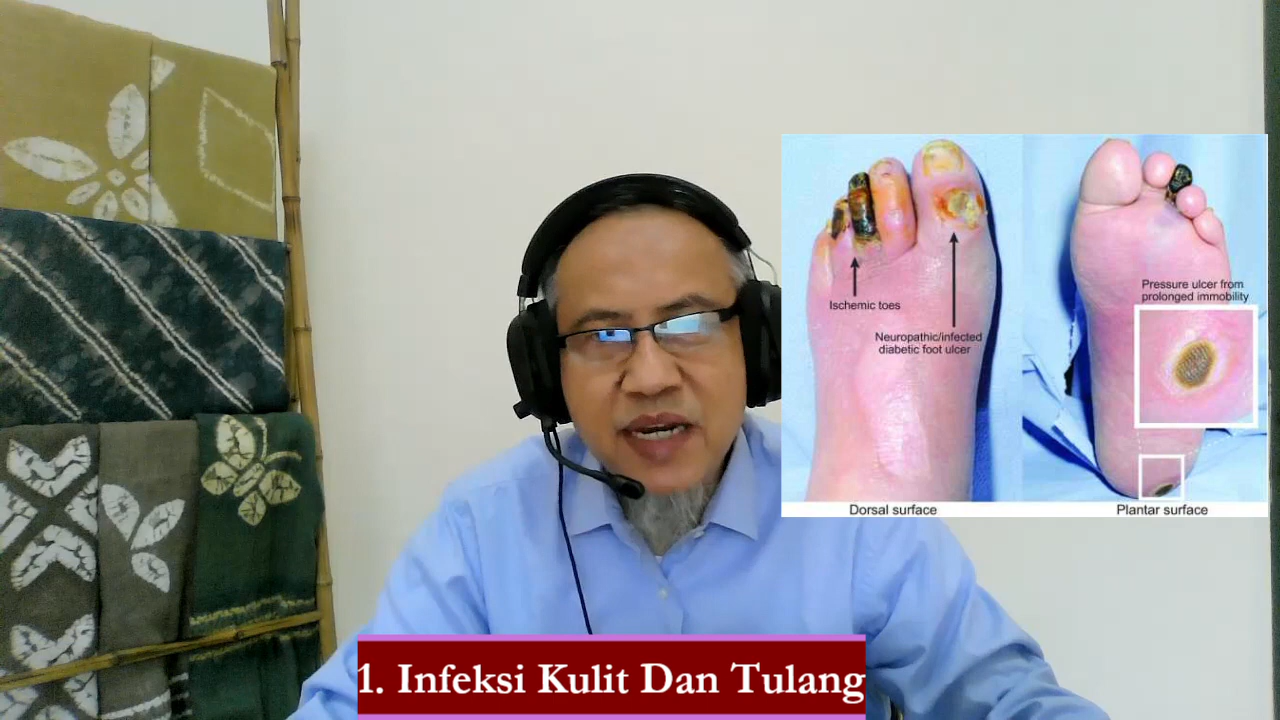 Ischemic toes
Neuropathic/infected
diabetic foot ulcer
Pressure ulcer from
prolonged immobility
Dorsal surface
Plantar surface
1. Infeksi Kulit Dan Tulang